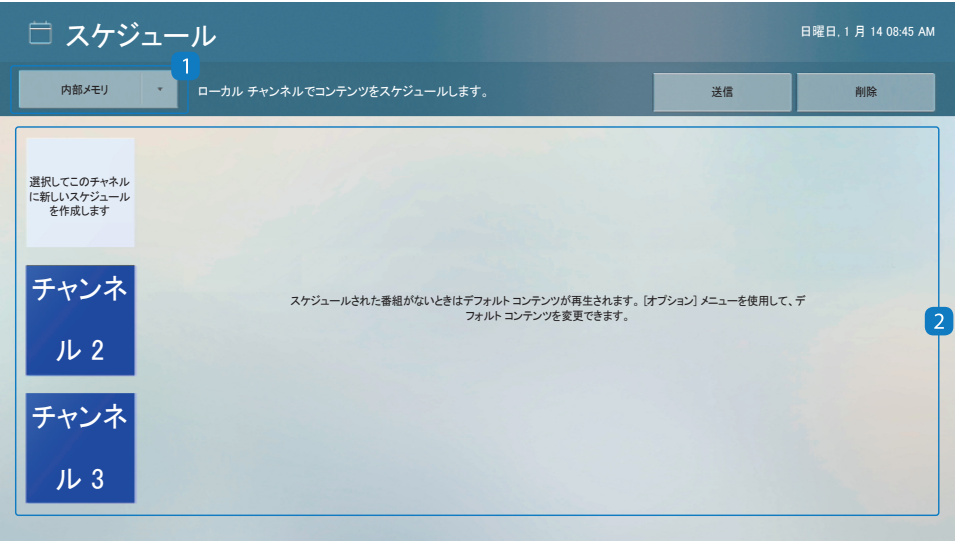 スケジュール
日曜日, 1 月 14 08:45 AM
1
内部メモリ
ローカル チャンネルでコンテンツをスケジュールします。
送信
削除
選択してこのチャネル
に新しいスケジュール
を作成します
チャンネ
ル 2
スケジュールされた番組がないときはデフォルト コンテンツが再生されます。[オプション] メニューを使用して、デ
フォルト コンテンツを変更できます。
2
チャンネ
ル 3